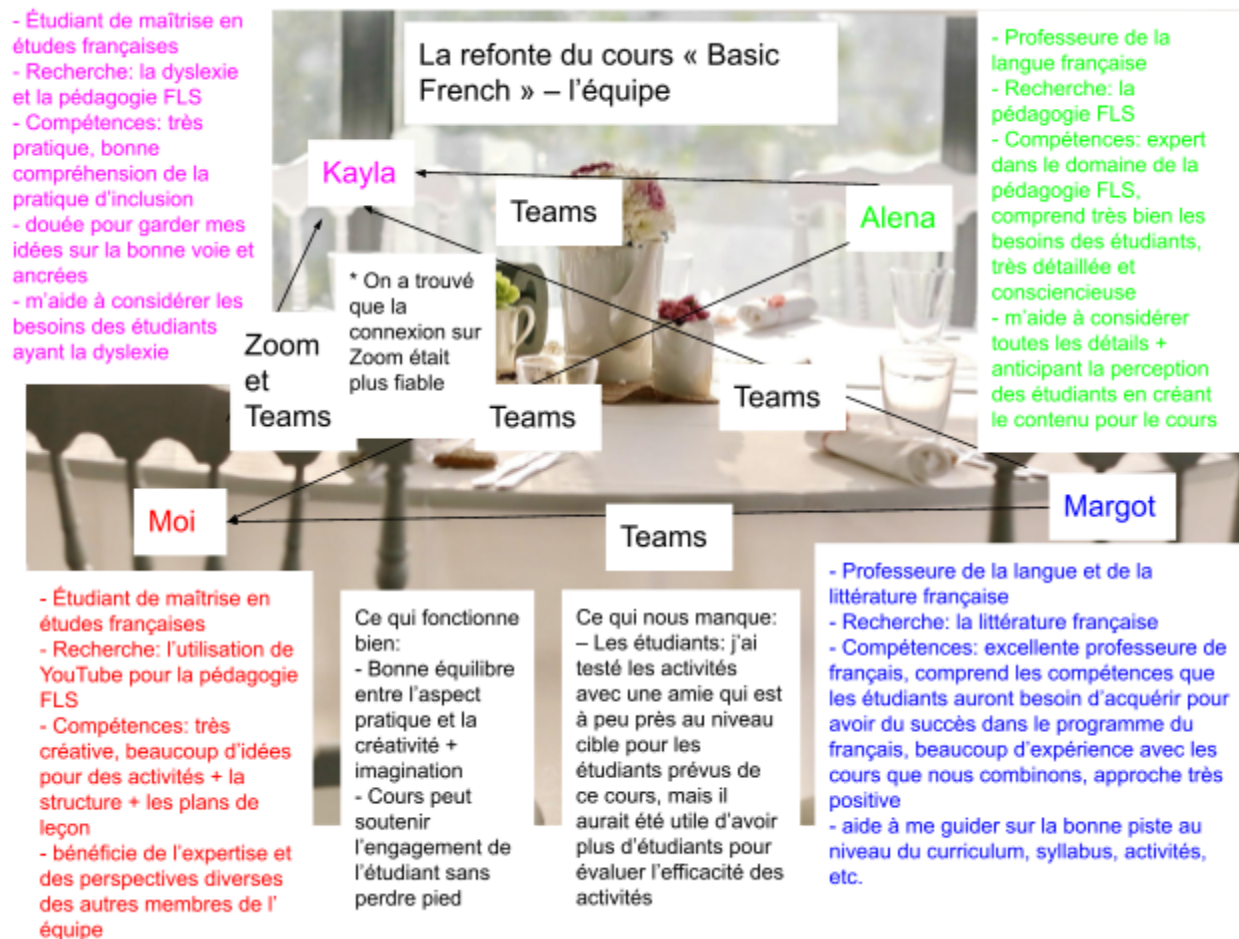 - Étudiant de maîtrise en
études françaises
- Recherche: la dyslexie
et la pédagogie FLS
- Compétences: très
pratique, bonne
compréhension de la
pratique d'inclusion
- douée pour garder mes
idées sur la bonne voie et
ancrées
- m'aide à considérer les
besoins des étudiants
ayant la dyslexie
La refonte du cours « Basic
French » – l'équipe
- Professeure de la
langue française
- Recherche: la
pédagogie FLS
- Compétences: expert
dans le domaine de la
pédagogie FLS,
comprend très bien les
besoins des étudiants,
très détaillée et
consciencieuse
- m'aide à considérer
toutes les détails +
anticipant la perception
des étudiants en créant
le contenu pour le cours
Kayla
Teams
Alena
* On a trouvé
que la
connexion sur
Zoom était
plus fiable
Zoom
et
Teams
Teams
Teams
Moi
Teams
Margot
- Étudiant de maîtrise en
études françaises
- Recherche: l'utilisation de
YouTube pour la pédagogie
FLS
- Compétences: très
créative, beaucoup d'idées
pour des activités + la
structure + les plans de
leçon
- bénéficie de l'expertise et
des perspectives diverses
des autres membres de l'
équipe
Ce qui fonctionne
bien:
- Bonne équilibre
entre l'aspect
pratique et la
créativité +
imagination
- Cours peut
soutenir
l'engagement de
l'étudiant sans
perdre pied
Ce qui nous manque:
– Les étudiants: j'ai
testé les activités
avec une amie qui est
à peu près au niveau
cible pour les
étudiants prévus de
ce cours, mais il
aurait été utile d'avoir
plus d'étudiants pour
évaluer l'efficacité des
activités
- Professeure de la langue et de la
littérature française
- Recherche: la littérature française
- Compétences: excellente professeure de
français, comprend les compétences que
les étudiants auront besoin d'acquérir pour
avoir du succès dans le programme du
français, beaucoup d'expérience avec les
cours que nous combinons, approche très
positive
- aide à me guider sur la bonne piste au
niveau du curriculum, syllabus, activités,
etc.